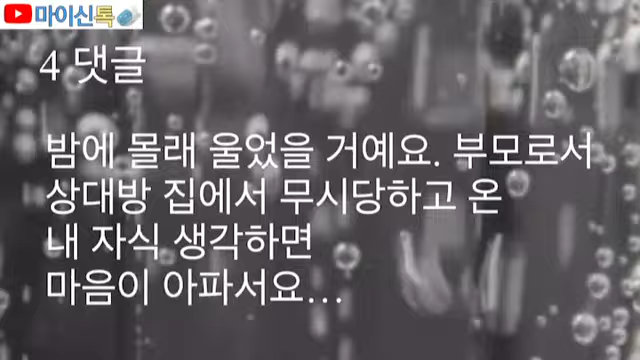 마이신톡
4 댓글
밤에 몰래 울었을 거예요. 부모로서
상대방 집에서 무시당하고 온
내 자식 생각하면
마음이 아파서요...